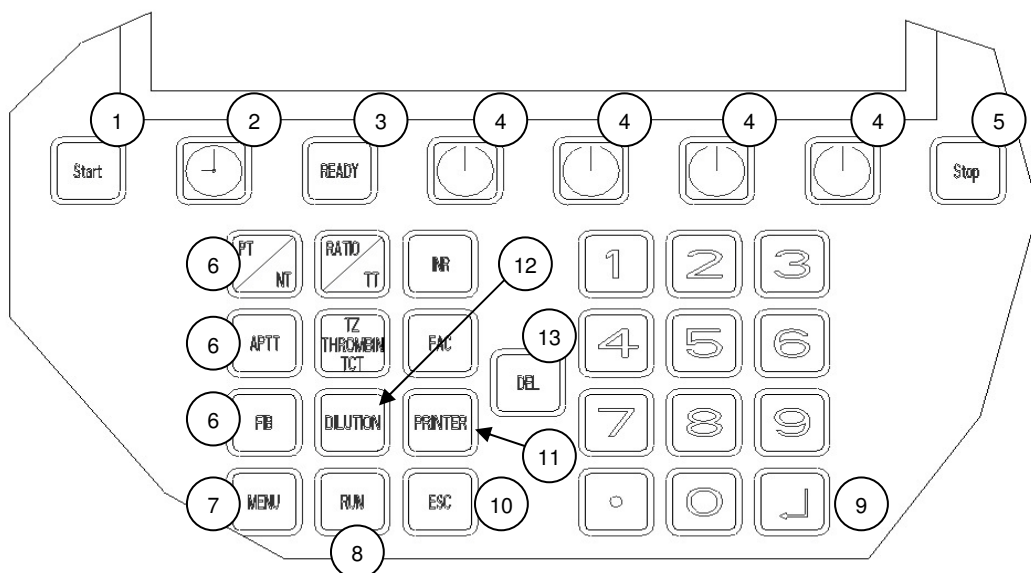 1 2 3 4 4 4 4 5
Start READY Stop
6 PT NT RATIO TT INR 12 1 2 3
6 APTT TZ THROMBIN TCT FAC 13 DEL 4 5 6
6 FIB DILUTION PRINTER 11 7 8 9
7 MENU RUN ESC 10 . 0 9
8